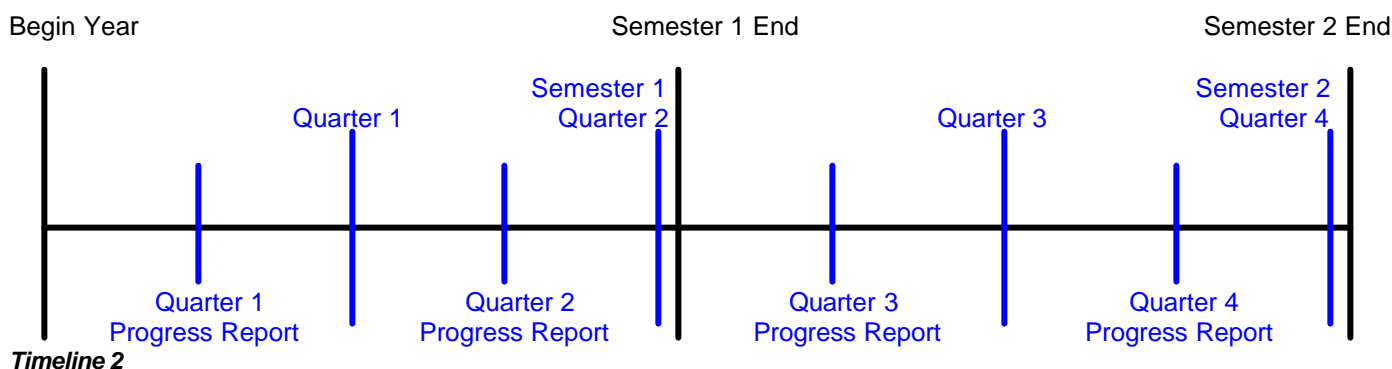 Begin Year
Semester 1 End
Semester 2 End
Semester 1
Semester 2
Quarter 1
Quarter 2
Quarter 3
Quarter 4
Quarter 1
Progress Report
Quarter 2
Progress Report
Quarter 3
Progress Report
Quarter 4
Progress Report
Timeline 2